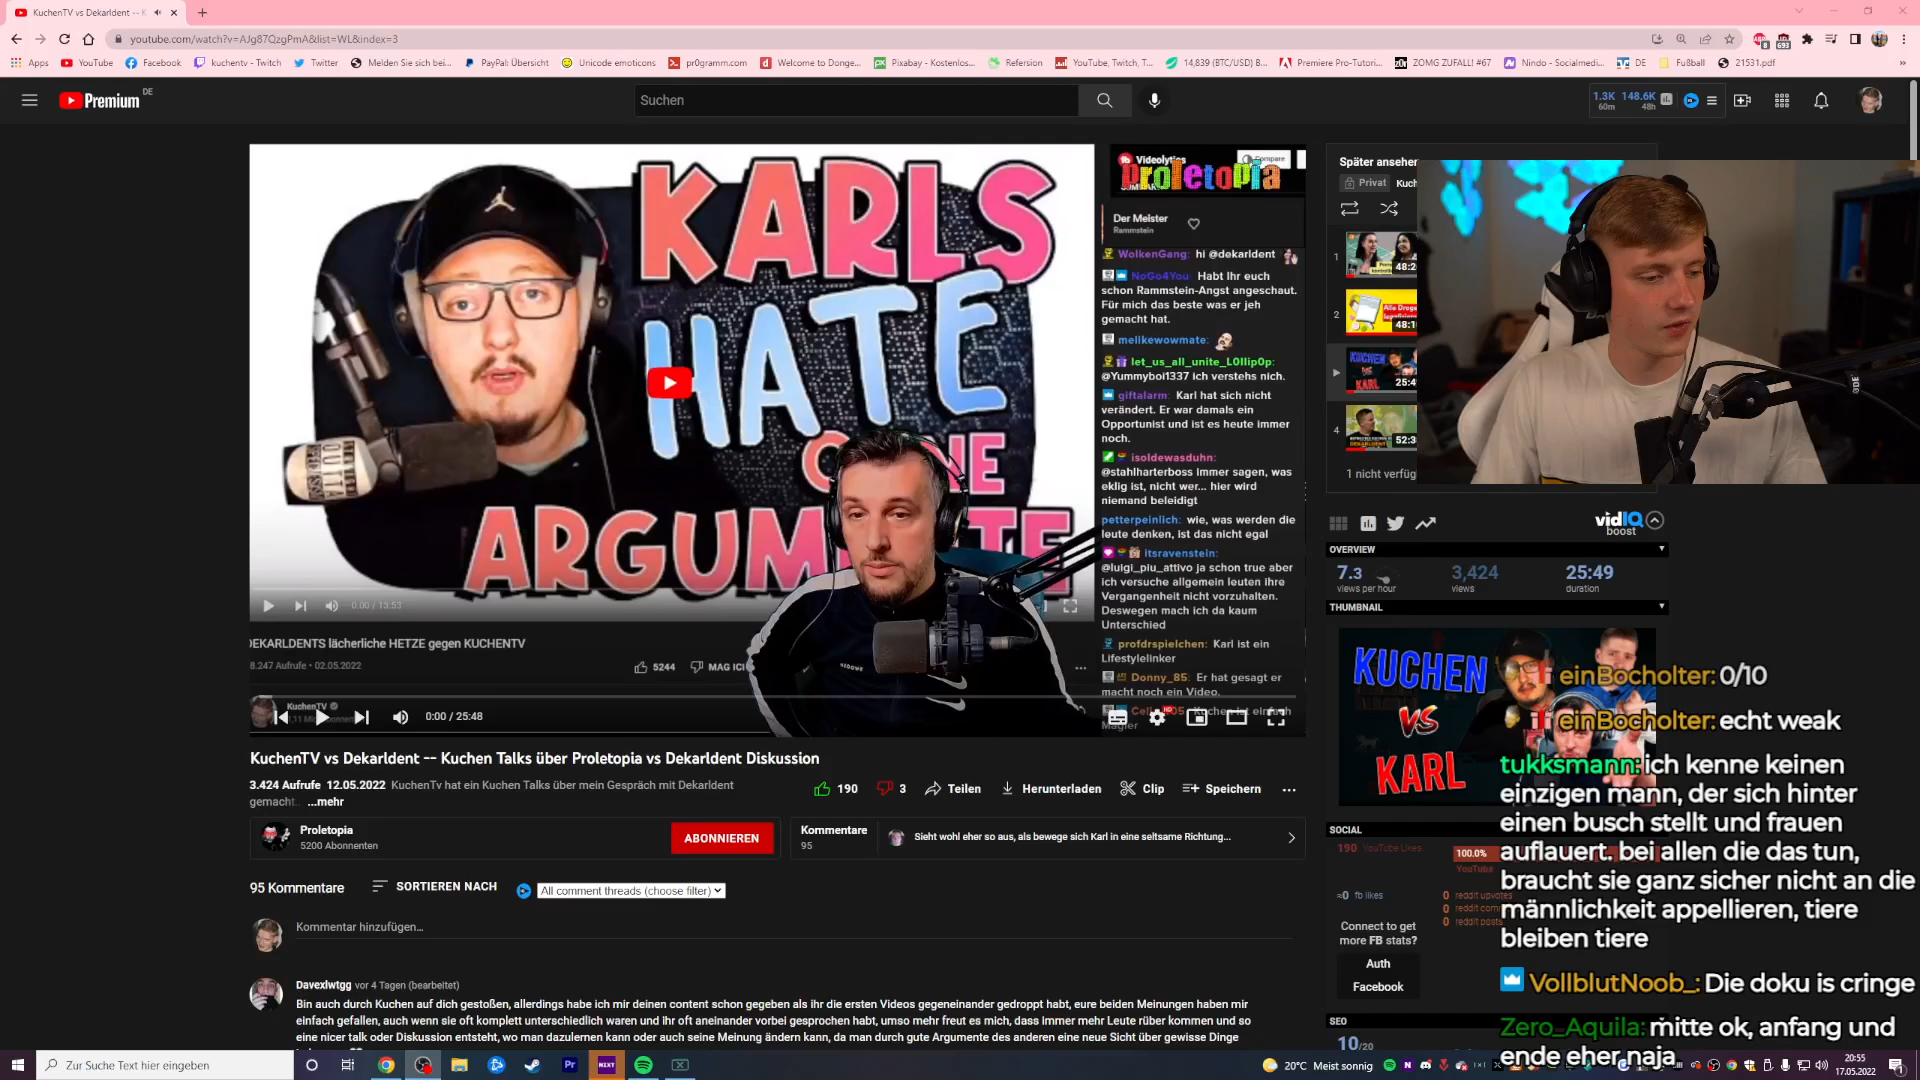 KuchenTV vs Dekarldent -- K
youtube.com/watch?v=AJg87QzgPmA&list=WL&index=3
Apps YouTube Facebook kuchentv - Twitch Twitter Melden Sie sich bei... PayPal: Übersicht Unicode emoticons pr0gramm.com Welcome to Donge... Pixabay - Kostenlos... Refersion YouTube, Twitch, T... 14,839 (BTC/USD) B... Premiere Pro-Tutori... ZOMG ZUFALL! #67 Nindo - Socialmedi... DE Fußball 21531.pdf
Premium DE
Suchen
1.3K 148.6K
60m 48h
KARLS
HATE
OUTTA
0:00 / 13:53
DEKARLDENTS lächerliche HETZE gegen KUCHENTV
8.247 Aufrufe • 02.05.2022
5244 MAG ICH
KuchenTV
0:00 / 25:48
Videolytics Compare
Proletopia
Der Meister
Rammstein
WolkenGang: hi @dekarldent
NoGo4You: Habt Ihr euch
schon Rammstein-Angst angeschaut.
Für mich das beste was er jeh
gemacht hat.
melikewowmate:
let_us_all_unite_L0llip0p:
@Yummyboi1337 ich verstehs nich.
giftalarm: Karl hat sich nicht
verändert. Er war damals ein
Opportunist und ist es heute immer
noch.
isoldewasduhn:
@stahlharterboss immer sagen, was
eklig ist, nicht wer... hier wird
niemand beleidigt
petterpeinlich: wie, was werden die
leute denken, ist das nicht egal
itsravenstein:
@luigi_piu_attivo ja schon true aber
ich versuche allgemein leuten ihre
Vergangenheit nicht vorzuhalten.
Deswegen mach ich da kaum
Unterschied
profdrspielchen: Karl ist ein
Lifestylelinker
Donny_85: Er hat gesagt er
macht noch ein Video.
KuchenTV vs Dekarldent -- Kuchen Talks über Proletopia vs Dekarldent Diskussion
3.424 Aufrufe 12.05.2022 KuchenTv hat ein Kuchen Talks über mein Gespräch mit Dekarldent
gemacht. ...mehr
190 3 Teilen Herunterladen Clip Speichern
Proletopia
5200 Abonnenten
ABONNIEREN
Kommentare
95
Sieht wohl eher so aus, als bewege sich Karl in eine seltsame Richtung...
95 Kommentare SORTIEREN NACH All comment threads (choose filter)
Kommentar hinzufügen...
Davexlwtgg vor 4 Tagen (bearbeitet)
Bin auch durch Kuchen auf dich gestoßen, allerdings habe ich mir deinen content schon gegeben als ihr die ersten Videos gegeneinander gedroppt habt, eure beiden Meinungen haben mir
einfach gefallen, auch wenn sie oft komplett unterschiedlich waren und ihr oft aneinander vorbei gesprochen habt, umso mehr freut es mich, dass immer mehr Leute rüber kommen und so
eine nicer talk oder Diskussion entsteht, wo man dazulernen kann oder auch seine Meinung ändern kann, da man durch gute Argumente des anderen eine neue Sicht über gewisse Dinge
Später ansehen
Privat Kuch
1
48:2
2
48:1
25:4
4
52:3
1 nicht verfüg
vidIQ
boost
OVERVIEW
7.3 3,424 25:49
views per hour views duration
THUMBNAIL
KUCHEN
VS
KARL
SOCIAL
190 YouTube Likes 100.0%
YouTube
≈0 fb likes
0 reddit upvotes
0 reddit com
0 reddit posts
Connect to get
more FB stats?
Auth
Facebook
SEO
10/20
einBocholter: 0/10
einBocholter: echt weak
tukksmann: ich kenne keinen
einzigen mann, der sich hinter
einen busch stellt und frauen
auflauert. bei allen die das tun,
braucht sie ganz sicher nicht an die
männlichkeit appellieren, tiere
bleiben tiere
VollblutNoob_: Die doku is cringe
Zero_Aquila: mitte ok, anfang und
ende eher naja
Zur Suche Text hier eingeben
20°C Meist sonnig
20:55
17.05.2022